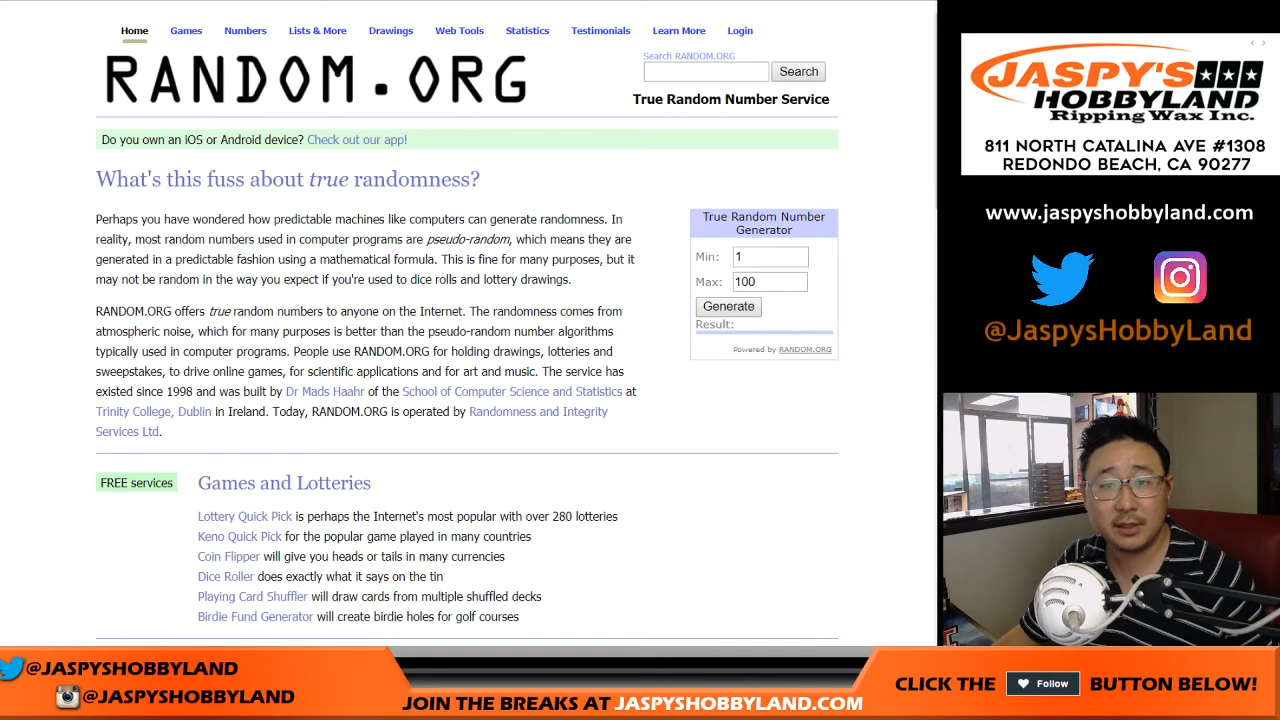 Home Games Numbers Lists & More Drawings Web Tools Statistics Testimonials Learn More Login
RANDOM.ORG
Search RANDOM.ORG
Search
True Random Number Service
Do you own an iOS or Android device? Check out our app!
What's this fuss about true randomness?
Perhaps you have wondered how predictable machines like computers can generate randomness. In
reality, most random numbers used in computer programs are pseudo-random, which means they are
generated in a predictable fashion using a mathematical formula. This is fine for many purposes, but it
may not be random in the way you expect if you're used to dice rolls and lottery drawings.
RANDOM.ORG offers true random numbers to anyone on the Internet. The randomness comes from
atmospheric noise, which for many purposes is better than the pseudo-random number algorithms
typically used in computer programs. People use RANDOM.ORG for holding drawings, lotteries and
sweepstakes, to drive online games, for scientific applications and for art and music. The service has
existed since 1998 and was built by Dr Mads Haahr of the School of Computer Science and Statistics at
Trinity College, Dublin in Ireland. Today, RANDOM.ORG is operated by Randomness and Integrity
Services Ltd.
True Random Number
Generator
Min: 1
Max: 100
Generate
Result:
Powered by RANDOM.ORG
FREE services
Games and Lotteries
Lottery Quick Pick is perhaps the Internet's most popular with over 280 lotteries
Keno Quick Pick for the popular game played in many countries
Coin Flipper will give you heads or tails in many currencies
Dice Roller does exactly what it says on the tin
Playing Card Shuffler will draw cards from multiple shuffled decks
Birdie Fund Generator will create birdie holes for golf courses
JASPY'S
HOBBYLAND
Ripping Wax Inc.
811 NORTH CATALINA AVE #1308
REDONDO BEACH, CA 90277
www.jaspyshobbyland.com
@JaspysHobbyLand
@JASPYSHOBBYLAND
@JASPYSHOBBYLAND
JOIN THE BREAKS AT JASPYSHOBBYLAND.COM
CLICK THE Follow BUTTON BELOW!